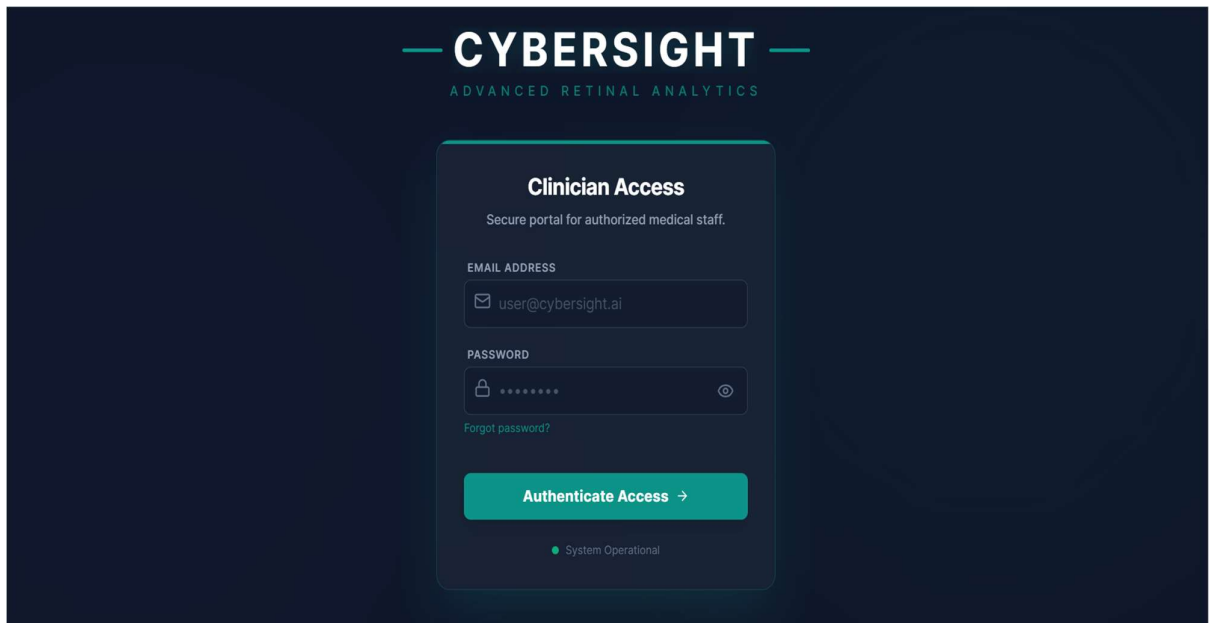 CYBERSIGHT
ADVANCED RETINAL ANALYTICS
Clinician Access
Secure portal for authorized medical staff.
EMAIL ADDRESS
user@cybersight.ai
PASSWORD
••••••••
Forgot password?
Authenticate Access →
System Operational